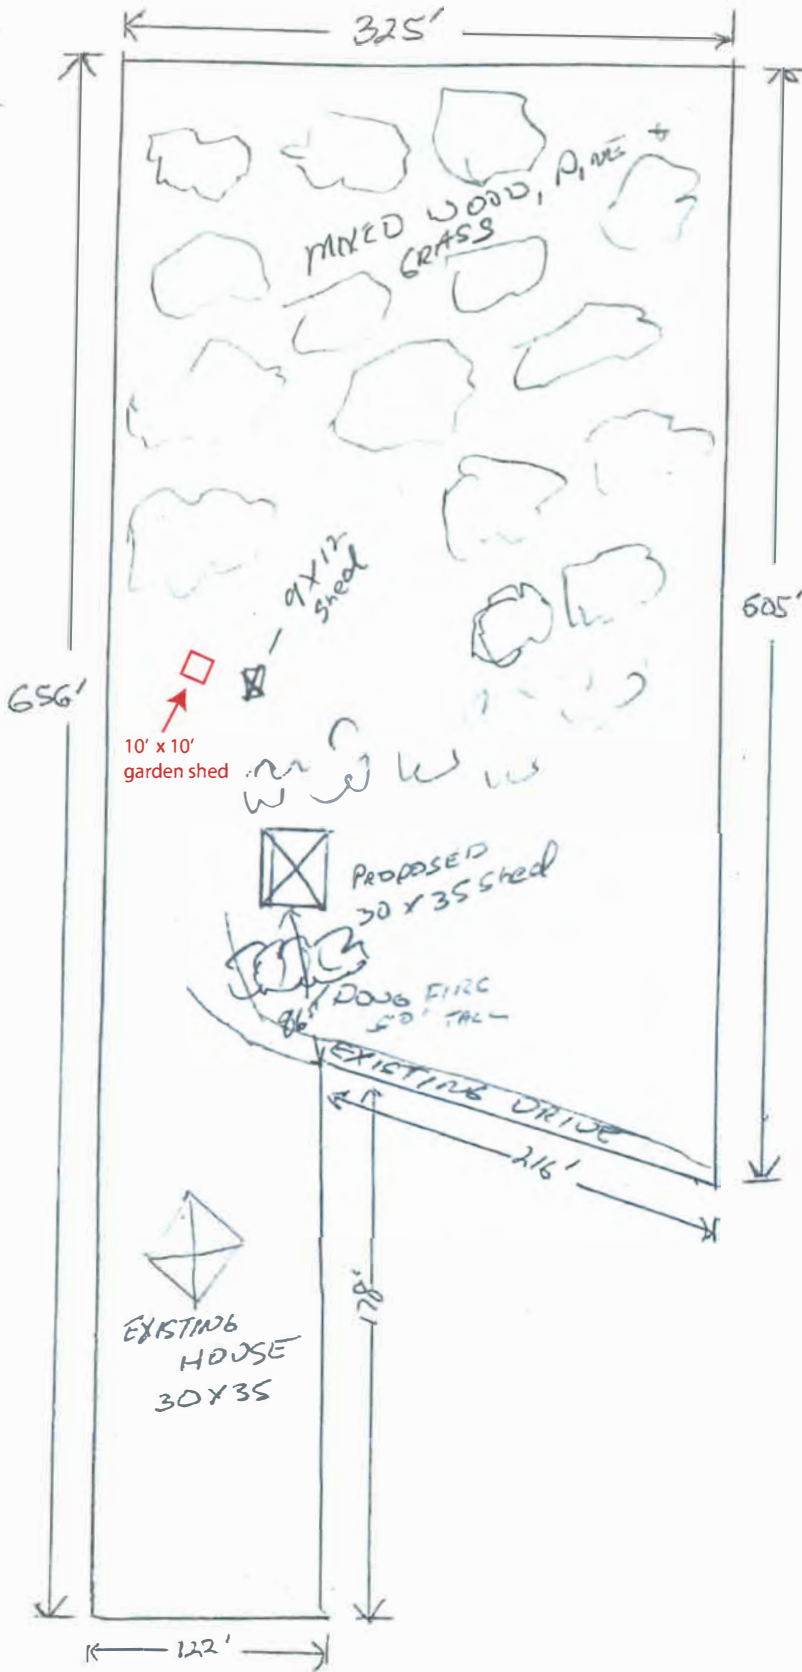 325'
MIXED WOOD, PINE +
GRASS
9X12
shed
605'
656'
10' x 10'
garden shed
PROPOSED
30 X 35 Shed
86'
DOUG FIRS
50' TALL
EXISTING DRIVE
216'
178'
EXISTING
HOUSE
30X35
122'